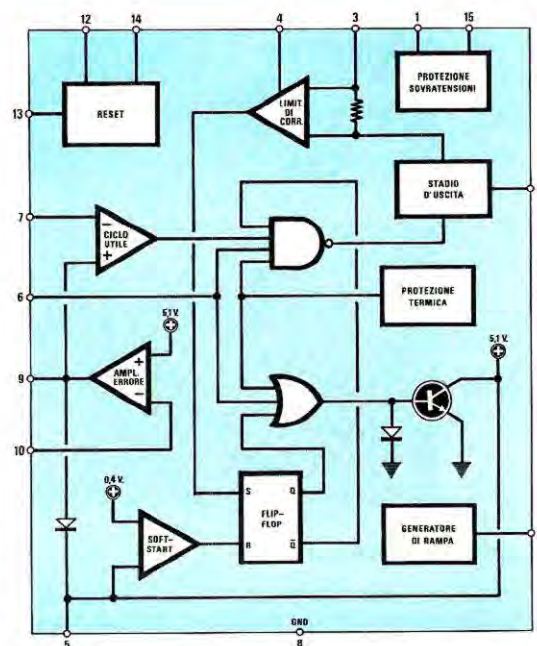 12 14 4 3 1 15
PROTEZIONE
SOVRATENSIONI
LIMIT.
DI
CORR.
13
RESET
STADIO
D'USCITA
7
-
CICLO
UTILE
+
6
PROTEZIONE
TERMICA
5,1 V.
+
5,1 V.
+
9
+
AMPL.
ERRORE
-
10
0,4 V.
+
S Q
FLIP-
FLOP
R Q̅
SOFT-
START
GENERATORE
DI RAMPA
GND
5 8